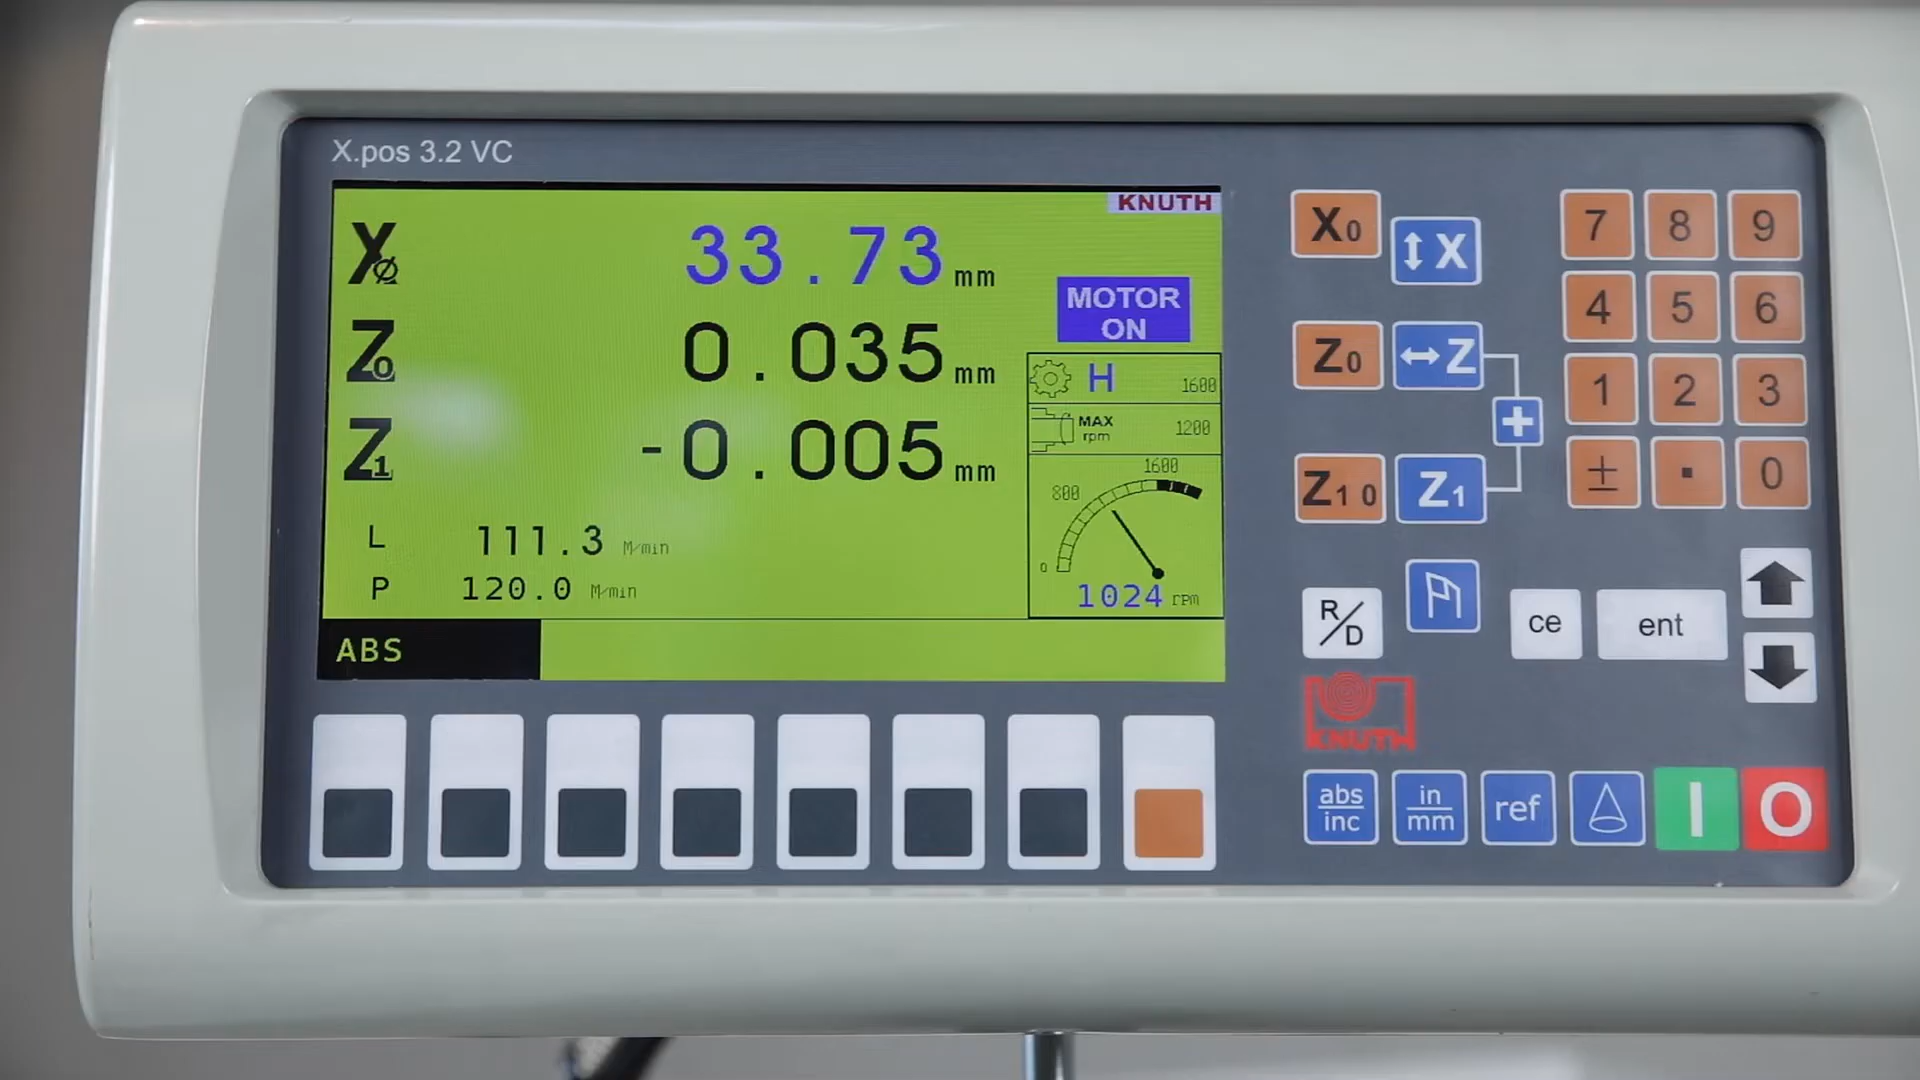 X.pos 3.2 VC
KNUTH
XØ 33.73 mm
MOTOR
ON
Z0 0.035 mm
H 1600
MAX
rpm
1200
Z1 -0.005 mm
1600
800
0
L 111.3 M/min
P 120.0 M/min
1024 rpm
ABS
X0
X
7 8 9
Z0
Z
4 5 6
1 2 3
+
Z10
Z1
± . 0
R/D
ce
ent
KNUTH
abs
inc
in
mm
ref
I
O